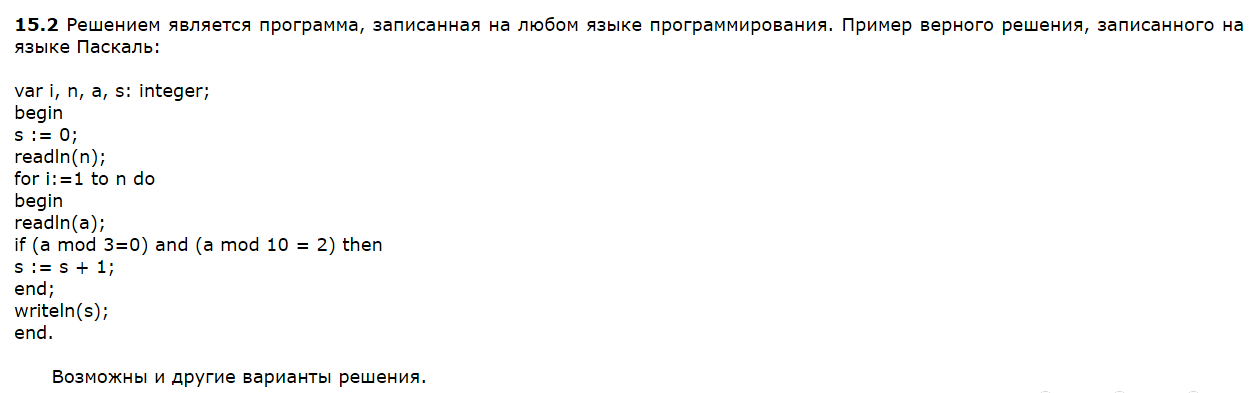 15.2 Решением является программа, записанная на любом языке программирования. Пример верного решения, записанного на
языке Паскаль:
var i, n, a, s: integer;
begin
s := 0;
readln(n);
for i:=1 to n do
begin
readln(a);
if (a mod 3=0) and (a mod 10 = 2) then
s := s + 1;
end;
writeln(s);
end.
Возможны и другие варианты решения.